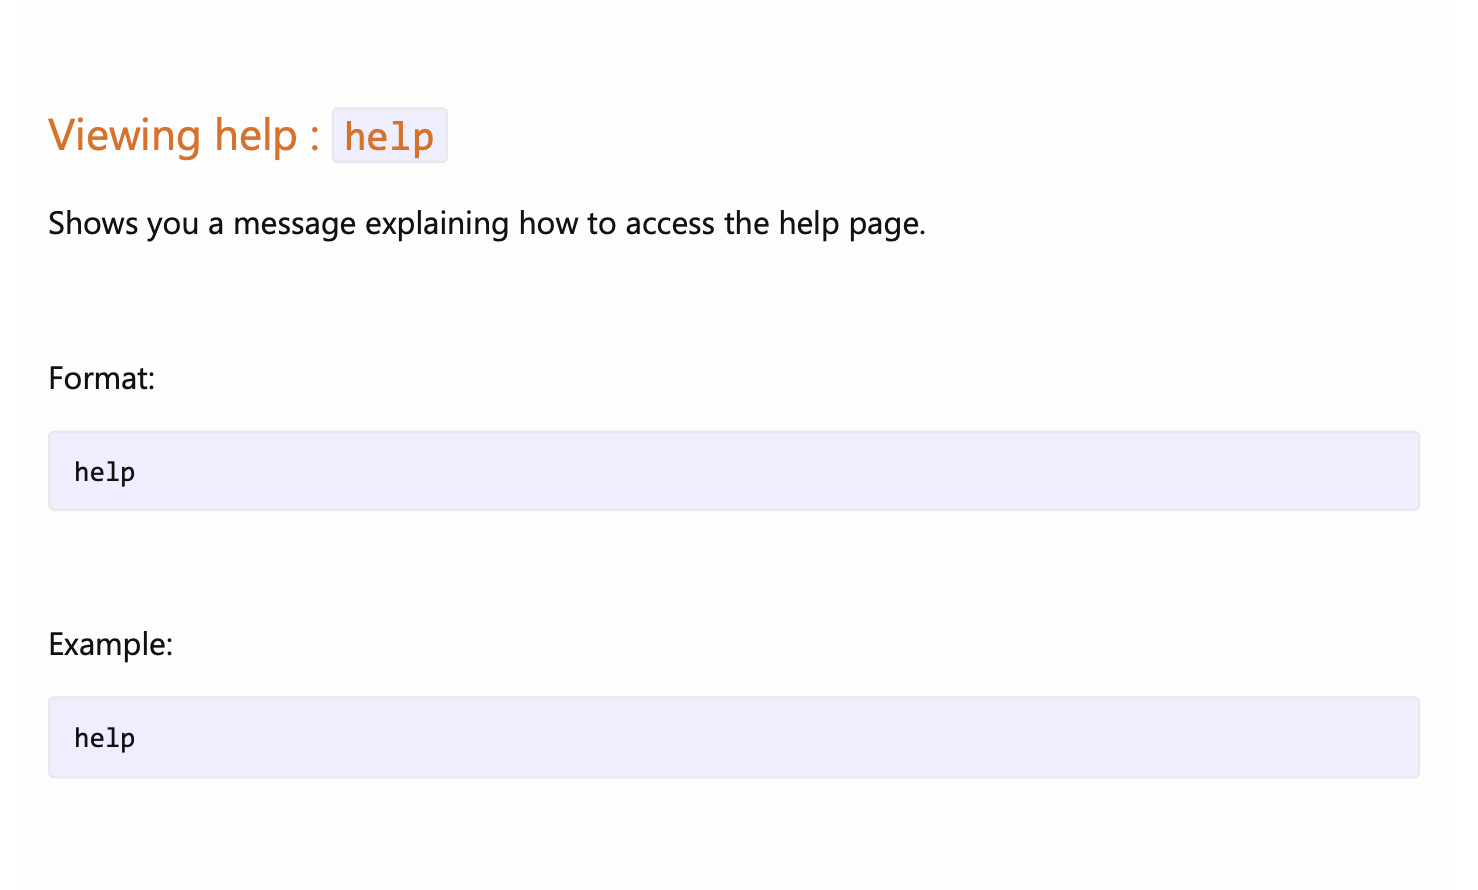 Viewing help : help
Shows you a message explaining how to access the help page.
Format:
help
Example:
help